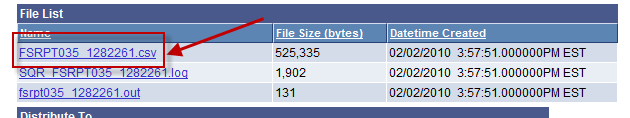 File List
Name File Size (bytes) Datetime Created
FSRPT035_1282261.csv 525,335 02/02/2010 3:57:51.000000PM EST
SQR_FSRPT035_1282261.log 1,902 02/02/2010 3:57:51.000000PM EST
fsrpt035_1282261.out 131 02/02/2010 3:57:51.000000PM EST
Distribute To